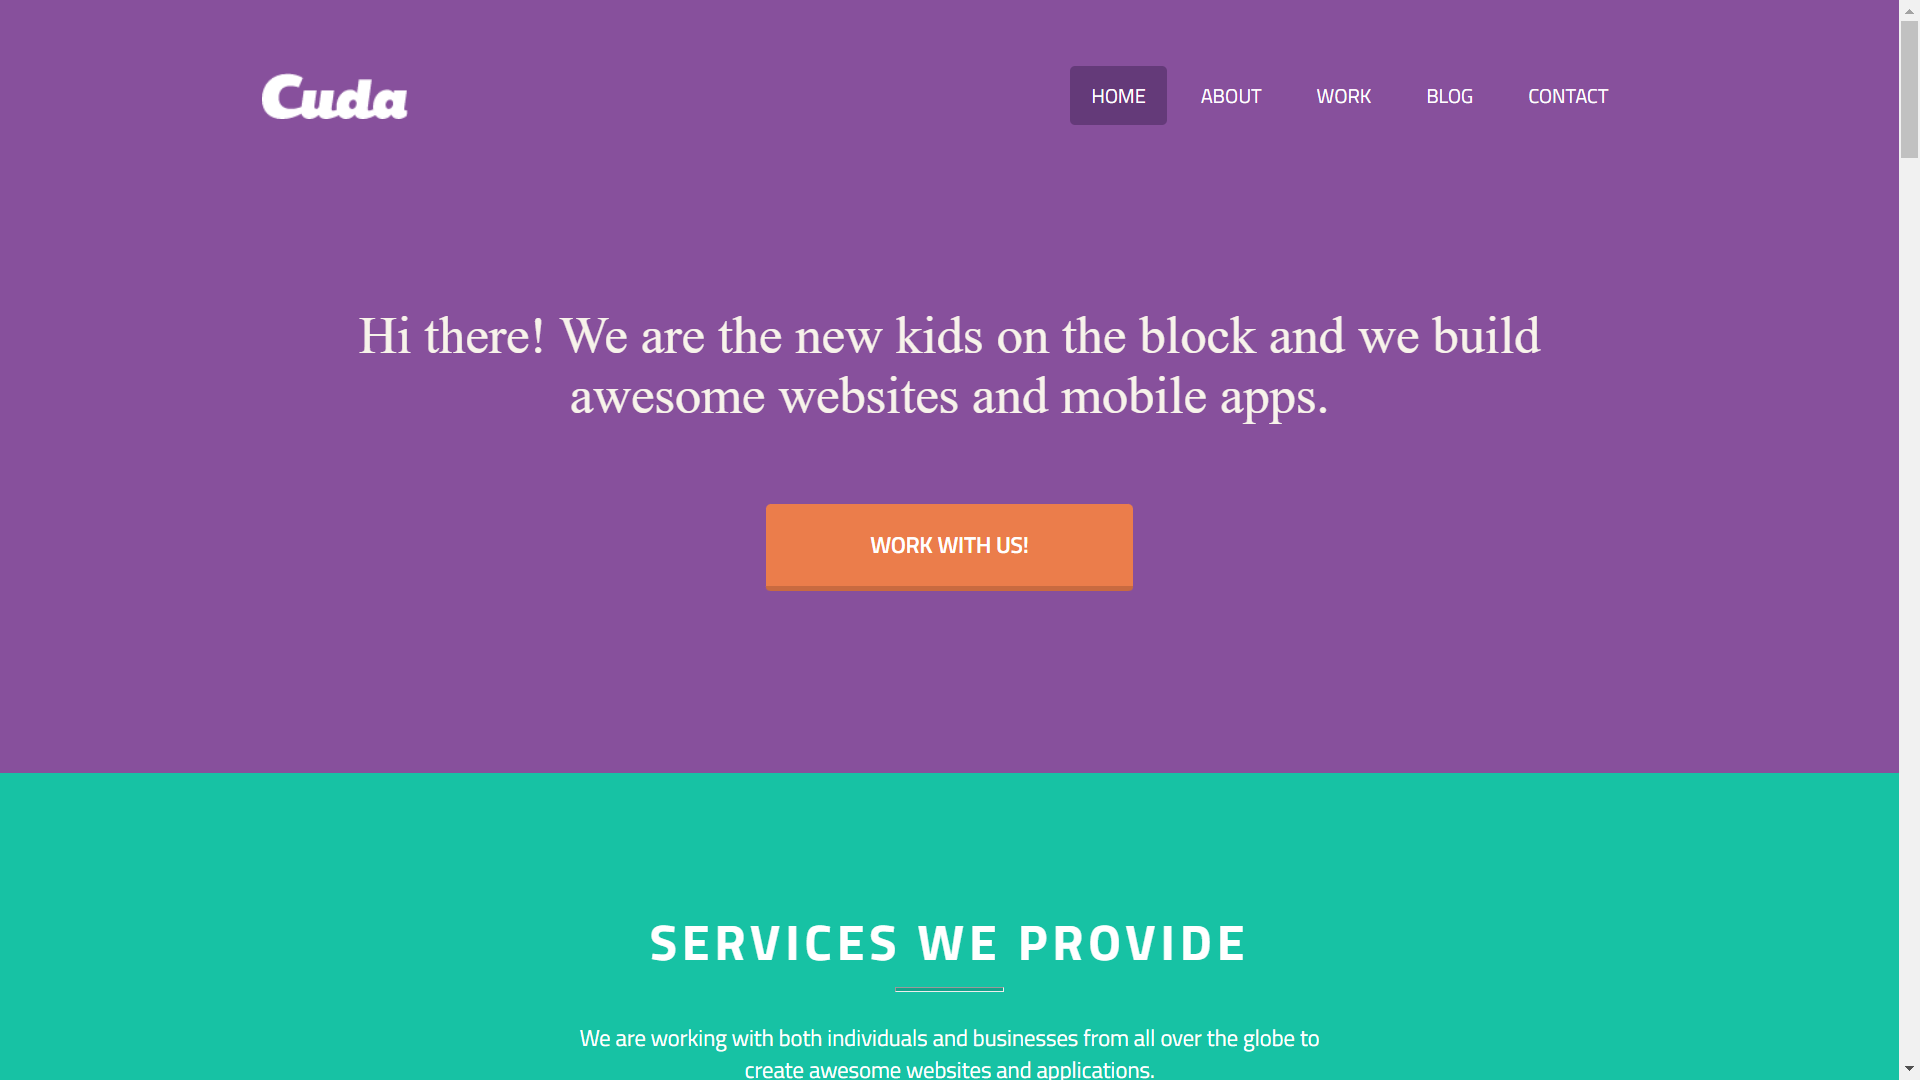 Cuda
HOME ABOUT WORK BLOG CONTACT
Hi there! We are the new kids on the block and we build
awesome websites and mobile apps.
WORK WITH US!
SERVICES WE PROVIDE
We are working with both individuals and businesses from all over the globe to
create awesome websites and applications.